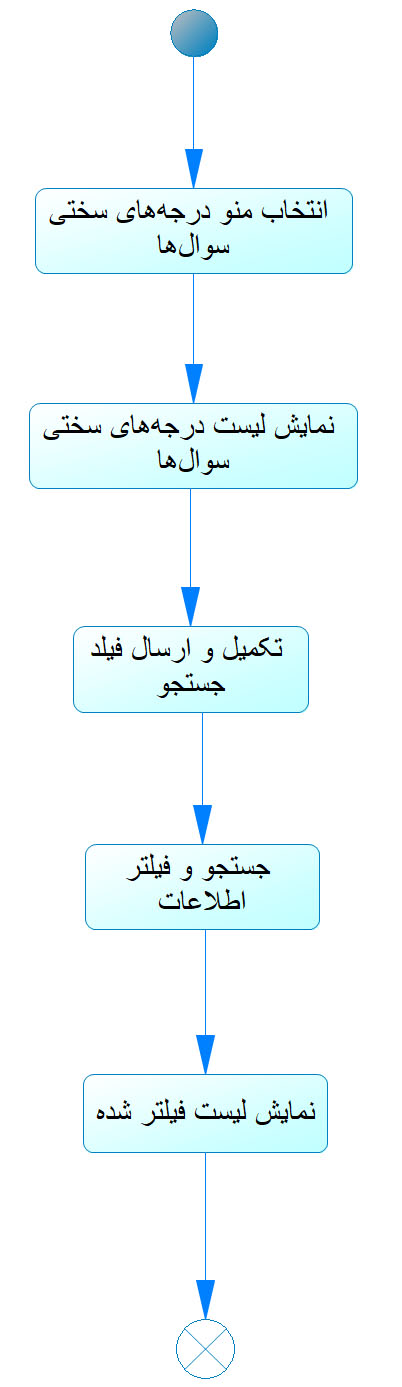 انتخاب منو درجه‌های سختی
سوال‌ها
نمایش لیست درجه‌های سختی
سوال‌ها
تکمیل و ارسال فیلد
جستجو
جستجو و فیلتر
اطلاعات
نمایش لیست فیلتر شده